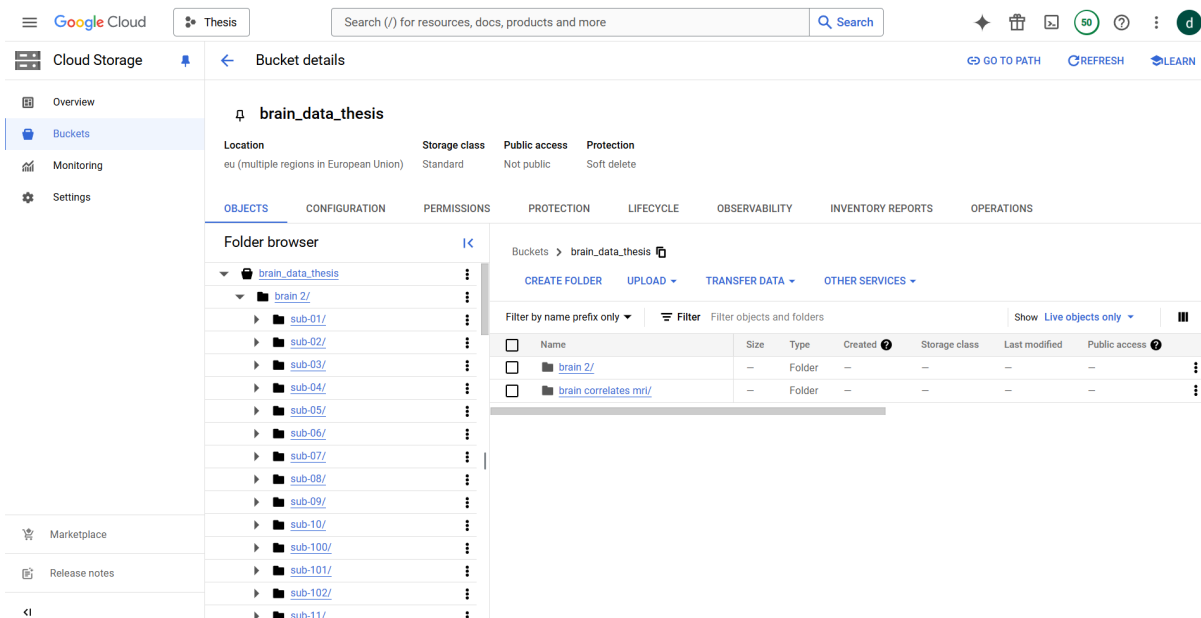 Google Cloud
Thesis
Search (/) for resources, docs, products and more
Search
50
d
Cloud Storage
Overview
Buckets
Monitoring
Settings
Marketplace
Release notes
Bucket details
GO TO PATH
REFRESH
LEARN
brain_data_thesis
Location Storage class Public access Protection
eu (multiple regions in European Union) Standard Not public Soft delete
OBJECTS CONFIGURATION PERMISSIONS PROTECTION LIFECYCLE OBSERVABILITY INVENTORY REPORTS OPERATIONS
Folder browser
brain_data_thesis
brain 2/
sub-01/
sub-02/
sub-03/
sub-04/
sub-05/
sub-06/
sub-07/
sub-08/
sub-09/
sub-10/
sub-100/
sub-101/
sub-102/
sub-11/
Buckets > brain_data_thesis
CREATE FOLDER UPLOAD TRANSFER DATA OTHER SERVICES
Filter by name prefix only Filter Filter objects and folders Show Live objects only
Name Size Type Created Storage class Last modified Public access
brain 2/ — Folder — — — —
brain correlates mri/ — Folder — — — —